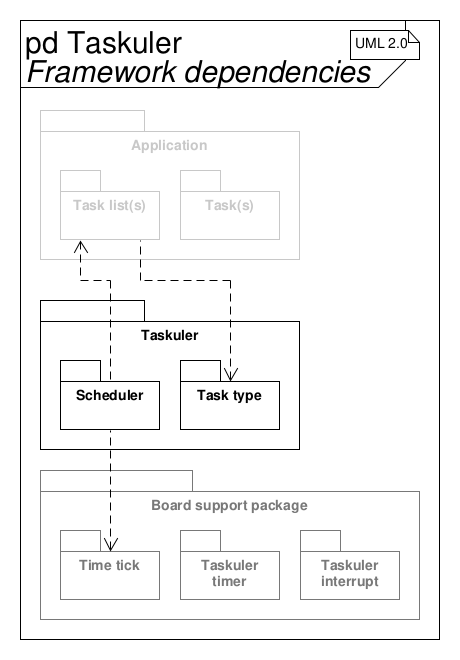 pd Taskuler
UML 2.0
Framework dependencies
Application
Task list(s)
Task(s)
Taskuler
Scheduler
Task type
Board support package
Time tick
Taskuler
timer
Taskuler
interrupt